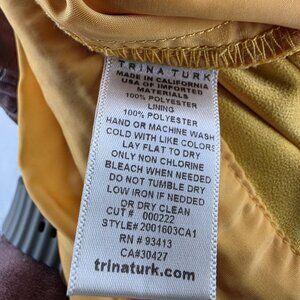 TRINA TURK
MADE IN CALIFORNIA
USA OF IMPORTED
MATERIALS
100% POLYESTER
LINING
100% POLYESTER
HAND OR MACHINE WASH
COLD WITH LIKE COLORS
LAY FLAT TO DRY
ONLY NON CHLORINE
BLEACH WHEN NEEDED
DO NOT TUMBLE DRY
LOW IRON IF NEDDED
OR DRY CLEAN
CUT # 000222
STYLE# 2001603CA1
RN # 93413
CA#30427
trinaturk.com